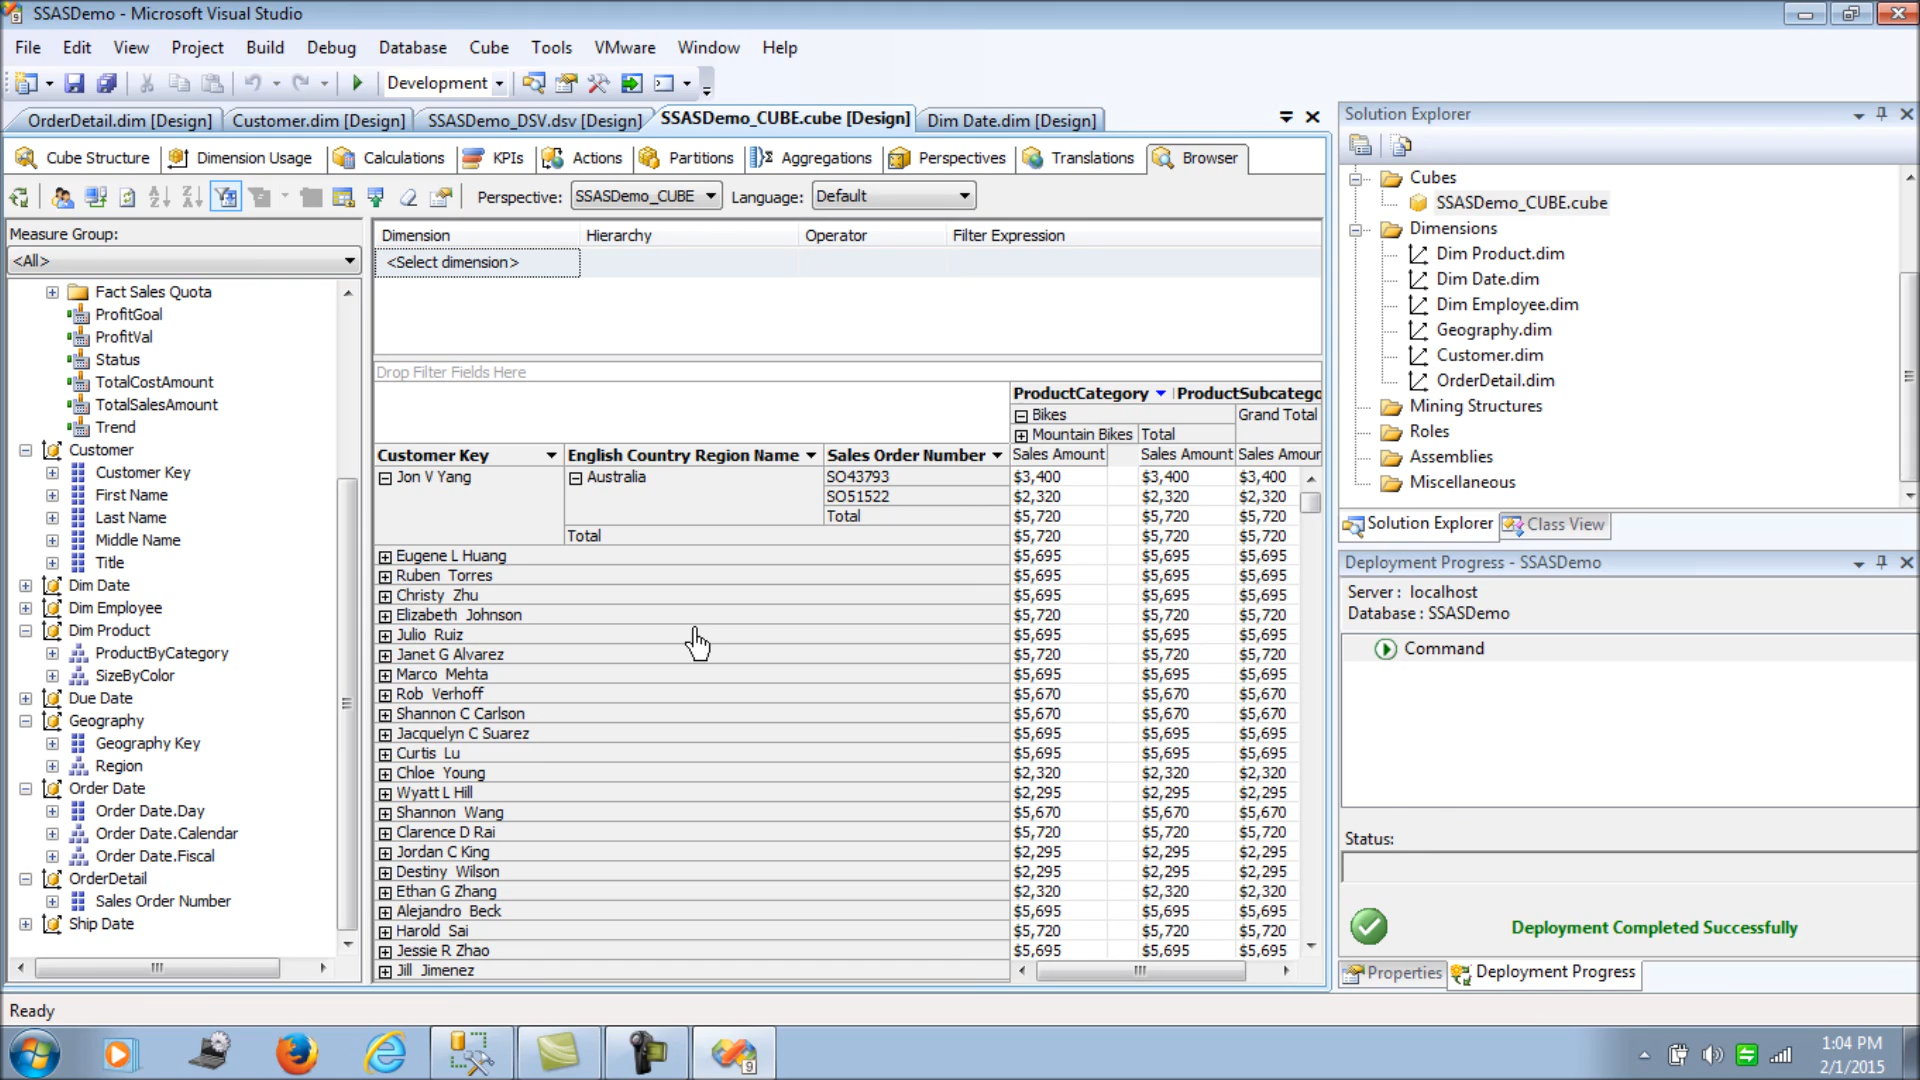 SSASDemo - Microsoft Visual Studio
File Edit View Project Build Debug Database Cube Tools VMware Window Help
Development
OrderDetail.dim [Design] Customer.dim [Design] SSASDemo_DSV.dsv [Design] SSASDemo_CUBE.cube [Design] Dim Date.dim [Design]
Cube Structure Dimension Usage Calculations KPIs Actions Partitions Aggregations Perspectives Translations Browser
Perspective: SSASDemo_CUBE Language: Default
Measure Group:
<All>
Fact Sales Quota
ProfitGoal
ProfitVal
Status
TotalCostAmount
TotalSalesAmount
Trend
Customer
Customer Key
First Name
Last Name
Middle Name
Title
Dim Date
Dim Employee
Dim Product
ProductByCategory
SizeByColor
Due Date
Geography
Geography Key
Region
Order Date
Order Date.Day
Order Date.Calendar
Order Date.Fiscal
OrderDetail
Sales Order Number
Ship Date
Dimension Hierarchy Operator Filter Expression
<Select dimension>
Drop Filter Fields Here
ProductCategory ProductSubcatego
Bikes Grand Total
Mountain Bikes Total
Customer Key English Country Region Name Sales Order Number Sales Amount Sales Amount Sales Amour
Jon V Yang Australia SO43793 $3,400 $3,400 $3,400
SO51522 $2,320 $2,320 $2,320
Total $5,720 $5,720 $5,720
Total $5,720 $5,720 $5,720
Eugene L Huang $5,695 $5,695 $5,695
Ruben Torres $5,695 $5,695 $5,695
Christy Zhu $5,695 $5,695 $5,695
Elizabeth Johnson $5,720 $5,720 $5,720
Julio Ruiz $5,695 $5,695 $5,695
Janet G Alvarez $5,720 $5,720 $5,720
Marco Mehta $5,695 $5,695 $5,695
Rob Verhoff $5,670 $5,670 $5,670
Shannon C Carlson $5,670 $5,670 $5,670
Jacquelyn C Suarez $5,695 $5,695 $5,695
Curtis Lu $5,695 $5,695 $5,695
Chloe Young $2,320 $2,320 $2,320
Wyatt L Hill $2,295 $2,295 $2,295
Shannon Wang $5,670 $5,670 $5,670
Clarence D Rai $5,720 $5,720 $5,720
Jordan C King $2,295 $2,295 $2,295
Destiny Wilson $2,295 $2,295 $2,295
Ethan G Zhang $2,320 $2,320 $2,320
Alejandro Beck $5,695 $5,695 $5,695
Harold Sai $5,720 $5,720 $5,720
Jessie R Zhao $5,695 $5,695 $5,695
Jill Jimenez
Solution Explorer
Cubes
SSASDemo_CUBE.cube
Dimensions
Dim Product.dim
Dim Date.dim
Dim Employee.dim
Geography.dim
Customer.dim
OrderDetail.dim
Mining Structures
Roles
Assemblies
Miscellaneous
Solution Explorer Class View
Deployment Progress - SSASDemo
Server : localhost
Database : SSASDemo
Command
Status:
Deployment Completed Successfully
Properties Deployment Progress
Ready
9
1:04 PM
2/1/2015